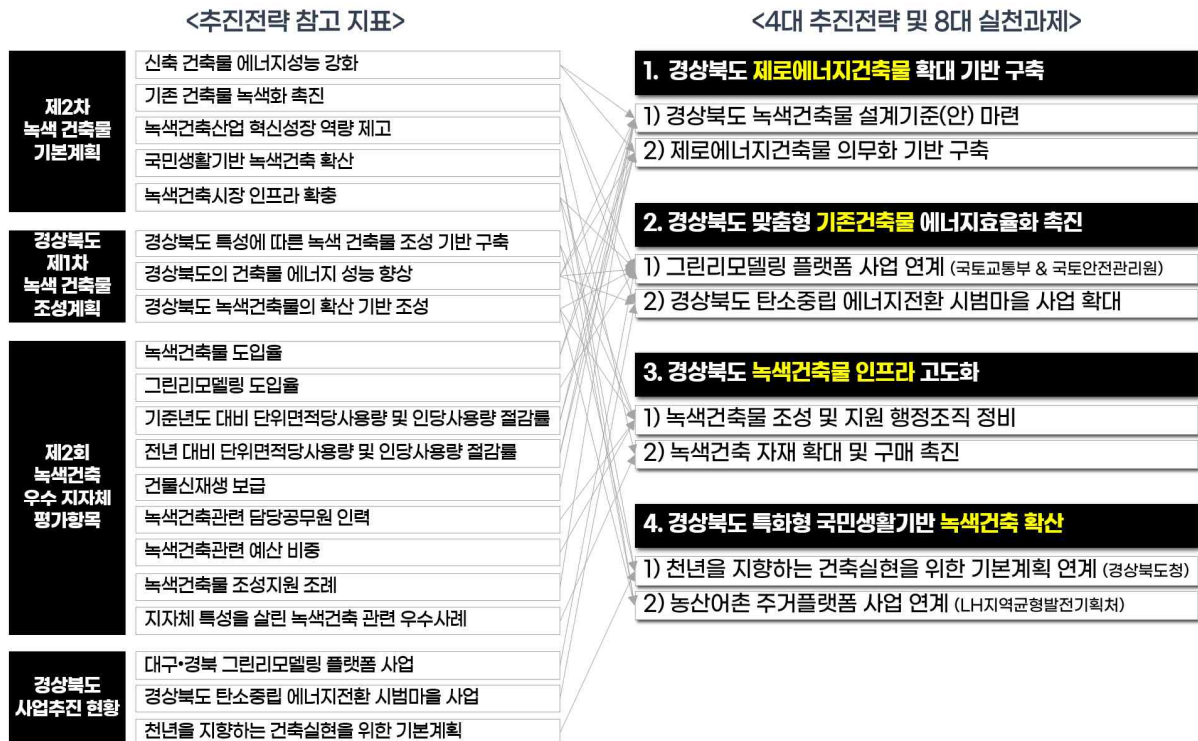 <추진전략 참고 지표>
제2차
녹색 건축물
기본계획
신축 건축물 에너지성능 강화
기존 건축물 녹색화 촉진
녹색건축산업 혁신성장 역량 제고
국민생활기반 녹색건축 확산
녹색건축시장 인프라 확충
경상북도
제1차
녹색 건축물
조성계획
경상북도 특성에 따른 녹색 건축물 조성 기반 구축
경상북도의 건축물 에너지 성능 향상
경상북도 녹색건축물의 확산 기반 조성
제2회
녹색건축
우수 지자체
평가항목
녹색건축물 도입율
그린리모델링 도입율
기준년도 대비 단위면적당사용량 및 인당사용량 절감률
전년 대비 단위면적당사용량 및 인당사용량 절감률
건물신재생 보급
녹색건축관련 담당공무원 인력
녹색건축관련 예산 비중
녹색건축물 조성지원 조례
지자체 특성을 살린 녹색건축 관련 우수사례
경상북도
사업추진 현황
대구•경북 그린리모델링 플랫폼 사업
경상북도 탄소중립 에너지전환 시범마을 사업
천년을 지향하는 건축실현을 위한 기본계획
<4대 추진전략 및 8대 실천과제>
1. 경상북도 제로에너지건축물 확대 기반 구축
1) 경상북도 녹색건축물 설계기준(안) 마련
2) 제로에너지건축물 의무화 기반 구축
2. 경상북도 맞춤형 기존건축물 에너지효율화 촉진
1) 그린리모델링 플랫폼 사업 연계 (국토교통부 & 국토안전관리원)
2) 경상북도 탄소중립 에너지전환 시범마을 사업 확대
3. 경상북도 녹색건축물 인프라 고도화
1) 녹색건축물 조성 및 지원 행정조직 정비
2) 녹색건축 자재 확대 및 구매 촉진
4. 경상북도 특화형 국민생활기반 녹색건축 확산
1) 천년을 지향하는 건축실현을 위한 기본계획 연계 (경상북도청)
2) 농산어촌 주거플랫폼 사업 연계 (LH지역균형발전기획처)